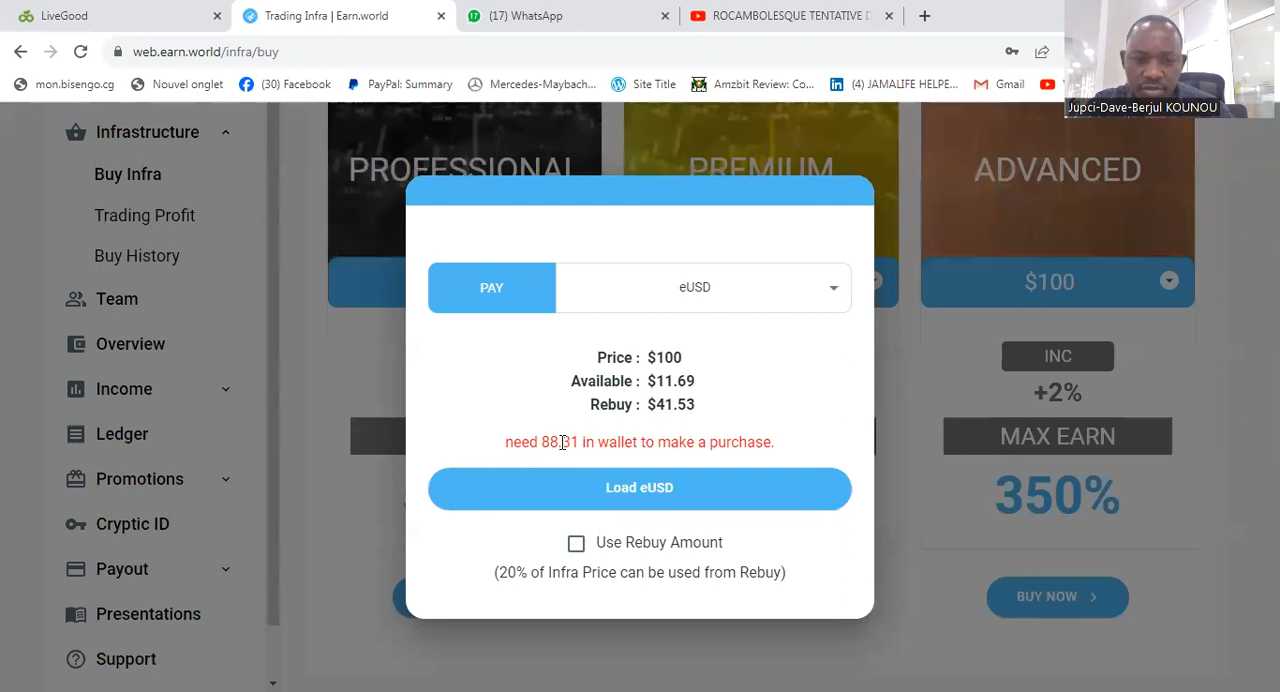 LiveGood
Trading Infra | Earn.world
(17) WhatsApp
ROCAMBOLESQUE TENTATIVE D
web.earn.world/infra/buy
mon.bisengo.cg
Nouvel onglet
(30) Facebook
PayPal: Summary
Mercedes-Maybach...
Site Title
Amzbit Review: Co...
(4) JAMALIFE HELPE...
Gmail
Jupci-Dave-Berjul KOUNOU
Infrastructure
Buy Infra
Trading Profit
Buy History
Team
Overview
Income
Ledger
Promotions
Cryptic ID
Payout
Presentations
Support
PROFESSIONAL
PREMIUM
ADVANCED
$100
INC
+2%
MAX EARN
350%
BUY NOW
PAY
eUSD
Price : $100
Available : $11.69
Rebuy : $41.53
need 88.31 in wallet to make a purchase.
Load eUSD
Use Rebuy Amount
(20% of Infra Price can be used from Rebuy)